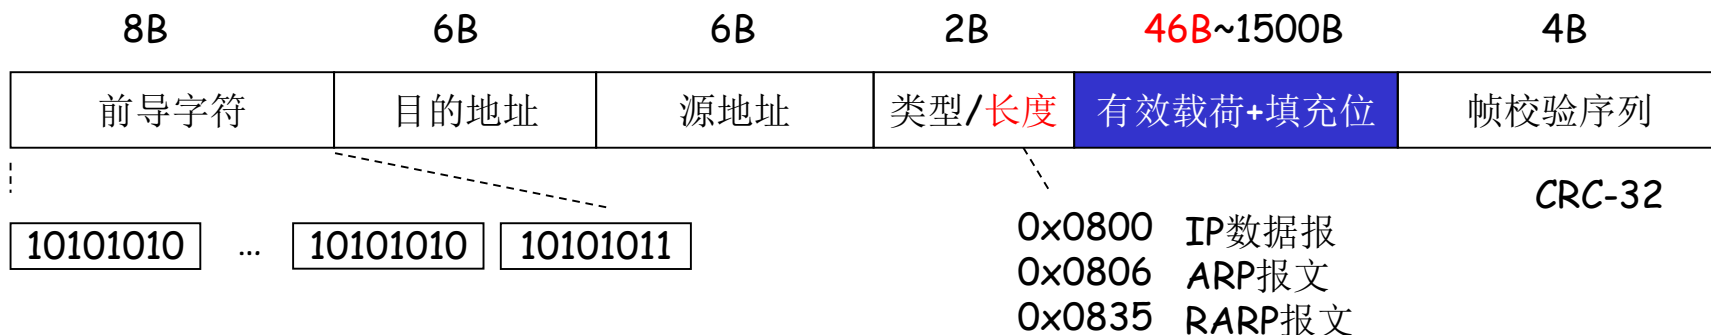 8B 6B 6B 2B 46B~1500B 4B
前导字符 目的地址 源地址 类型/长度 有效载荷+填充位 帧校验序列
CRC-32
10101010 ... 10101010 10101011
0x0800 IP数据报
0x0806 ARP报文
0x0835 RARP报文